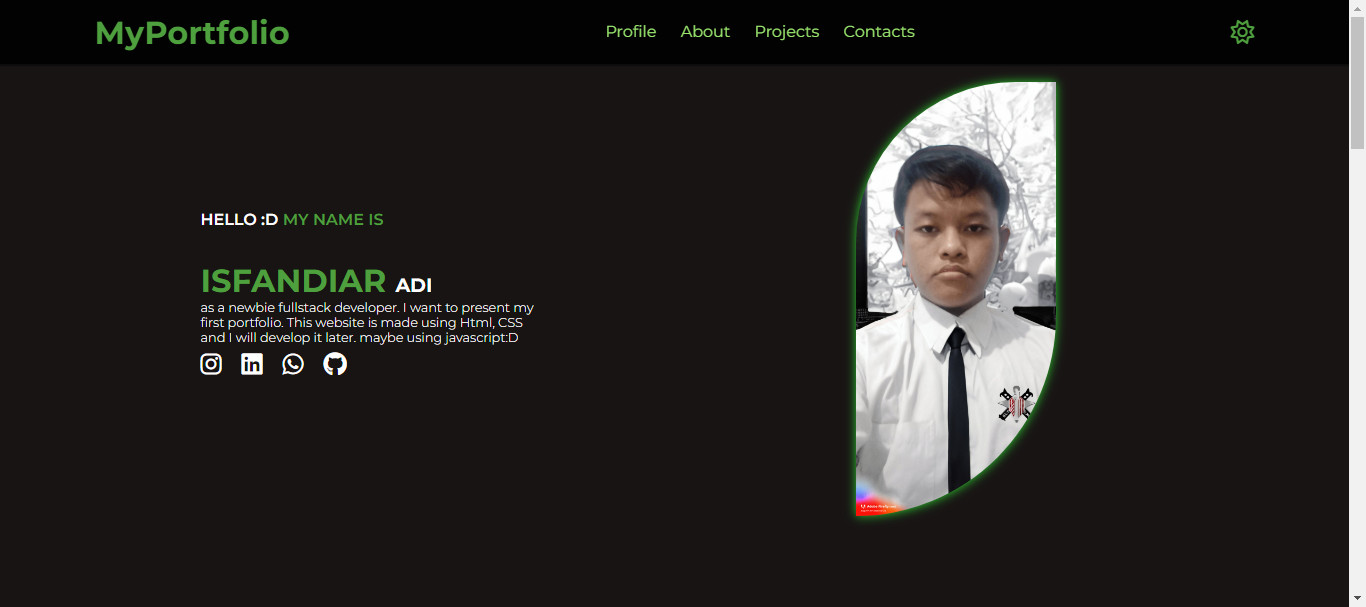 MyPortfolio
Profile About Projects Contacts
HELLO :D MY NAME IS
ISFANDIAR ADI
as a newbie fullstack developer. I want to present my
first portfolio. This website is made using Html, CSS
and I will develop it later. maybe using javascript:D